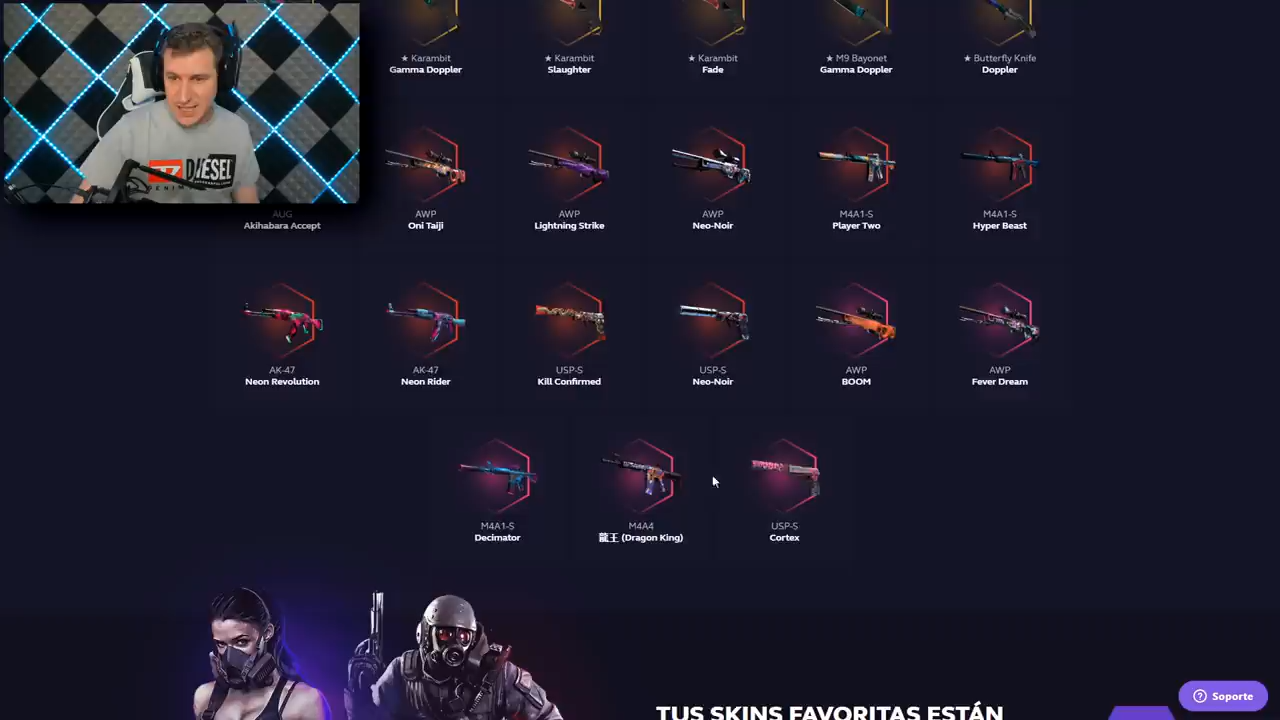 ★ Karambit
Gamma Doppler
★ Karambit
Slaughter
★ Karambit
Fade
★ M9 Bayonet
Gamma Doppler
★ Butterfly Knife
Doppler
DIESEL
AUG
Akihabara Accept
AWP
Oni Taiji
AWP
Lightning Strike
AWP
Neo-Noir
M4A1-S
Player Two
M4A1-S
Hyper Beast
AK-47
Neon Revolution
AK-47
Neon Rider
USP-S
Kill Confirmed
USP-S
Neo-Noir
AWP
BOOM
AWP
Fever Dream
M4A1-S
Decimator
M4A4
龍王 (Dragon King)
USP-S
Cortex
Soporte
TUS SKINS FAVORITAS ESTÁN